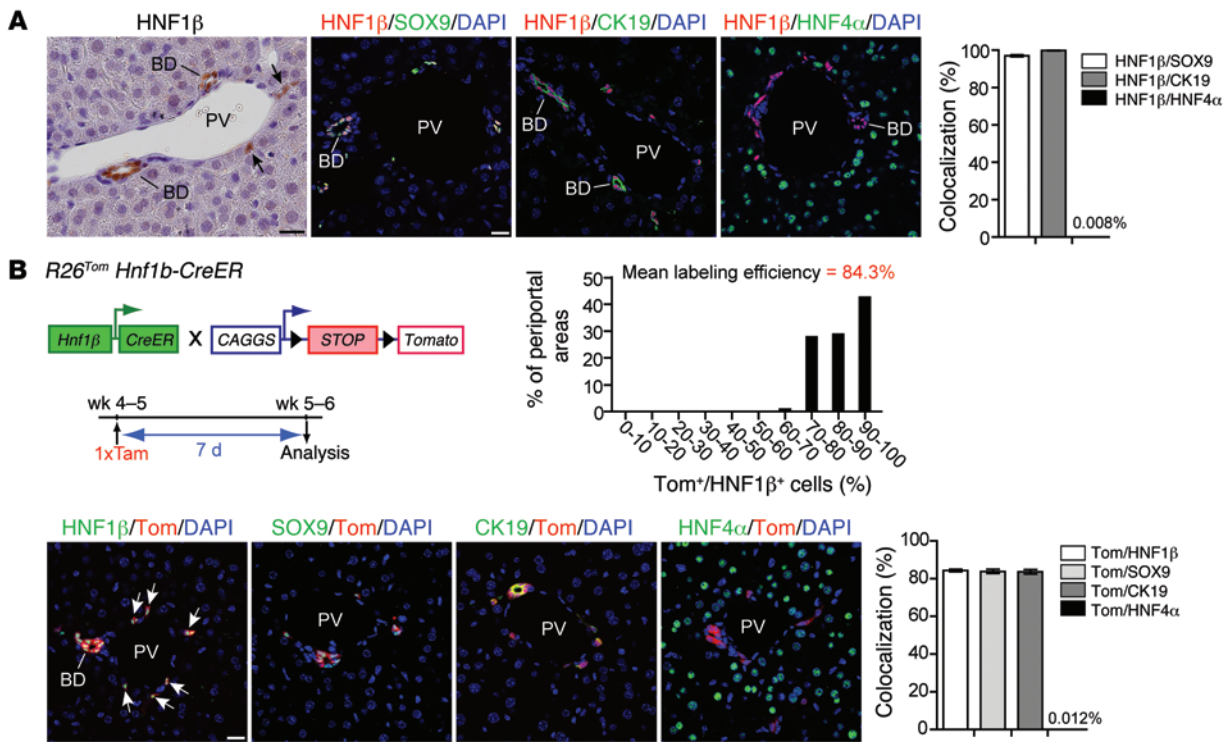 A
HNF1β
BD
PV
BD
HNF1β/SOX9/DAPI
PV
BD
HNF1β/CK19/DAPI
BD
PV
BD
HNF1β/HNF4α/DAPI
PV
BD
Colocalization (%)
100
80
60
40
20
0
HNF1β/SOX9
HNF1β/CK19
HNF1β/HNF4α
0.008%
B
R26Tom Hnf1b-CreER
Hnf1β CreER X CAGGS STOP Tomato
wk 4–5 wk 5–6
1xTam 7 d Analysis
Mean labeling efficiency = 84.3%
% of periportal
areas
50
40
30
20
10
0
0-10
10-20
20-30
30-40
40-50
50-60
60-70
70-80
80-90
90-100
Tom+/HNF1β+ cells (%)
HNF1β/Tom/DAPI
PV
BD
SOX9/Tom/DAPI
PV
CK19/Tom/DAPI
PV
HNF4α/Tom/DAPI
PV
Colocalization (%)
100
80
60
40
20
0
Tom/HNF1β
Tom/SOX9
Tom/CK19
Tom/HNF4α
0.012%